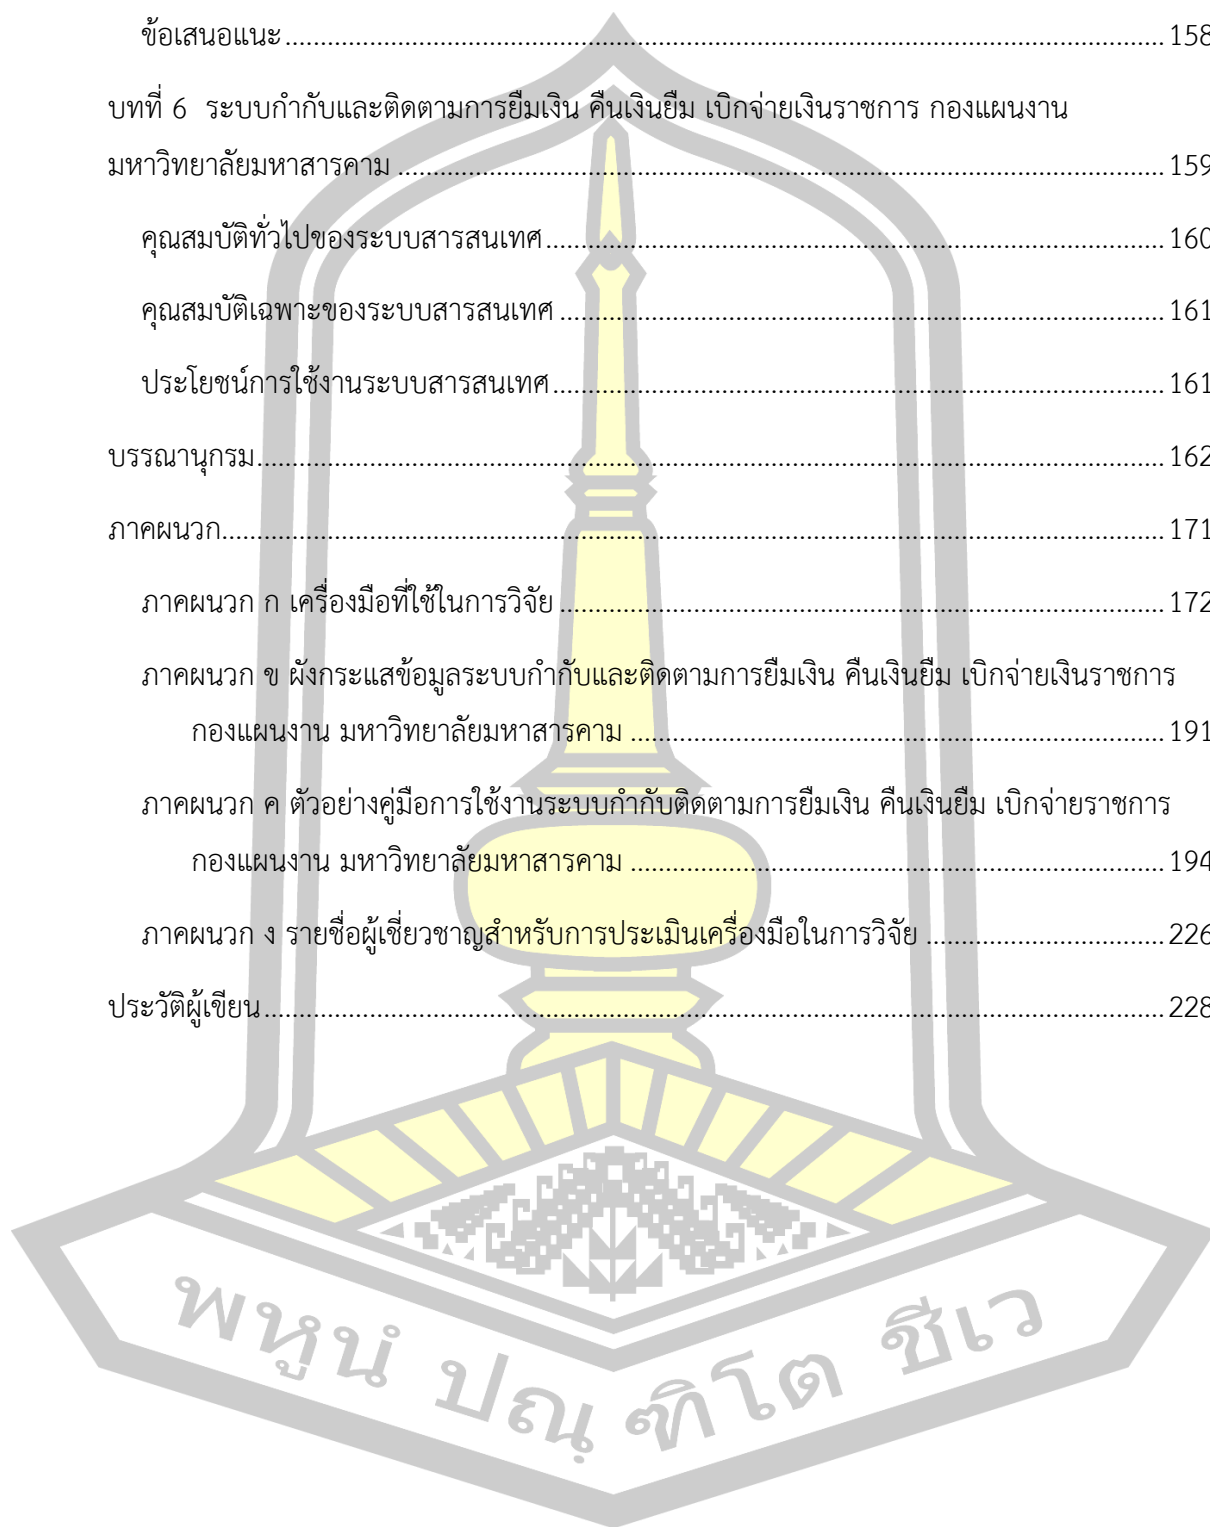 ข้อเสนอแนะ.......... 158
บทที่ 6 ระบบกำกับและติดตามการยืมเงิน คืนเงินยืม เบิกจ่ายเงินราชการ กองแผนงาน
มหาวิทยาลัยมหาสารคาม.......... 159
คุณสมบัติทั่วไปของระบบสารสนเทศ.......... 160
คุณสมบัติเฉพาะของระบบสารสนเทศ.......... 161
ประโยชน์การใช้งานระบบสารสนเทศ.......... 161
บรรณานุกรม.......... 162
ภาคผนวก.......... 171
ภาคผนวก ก เครื่องมือที่ใช้ในการวิจัย.......... 172
ภาคผนวก ข ผังกระแสข้อมูลระบบกำกับและติดตามการยืมเงิน คืนเงินยืม เบิกจ่ายเงินราชการ
กองแผนงาน มหาวิทยาลัยมหาสารคาม.......... 191
ภาคผนวก ค ตัวอย่างคู่มือการใช้งานระบบกำกับติดตามการยืมเงิน คืนเงินยืม เบิกจ่ายราชการ
กองแผนงาน มหาวิทยาลัยมหาสารคาม.......... 194
ภาคผนวก ง รายชื่อผู้เชี่ยวชาญสำหรับการประเมินเครื่องมือในการวิจัย.......... 226
ประวัติผู้เขียน.......... 228
พหูนํ ปณฺ ฑิโต ชีเว